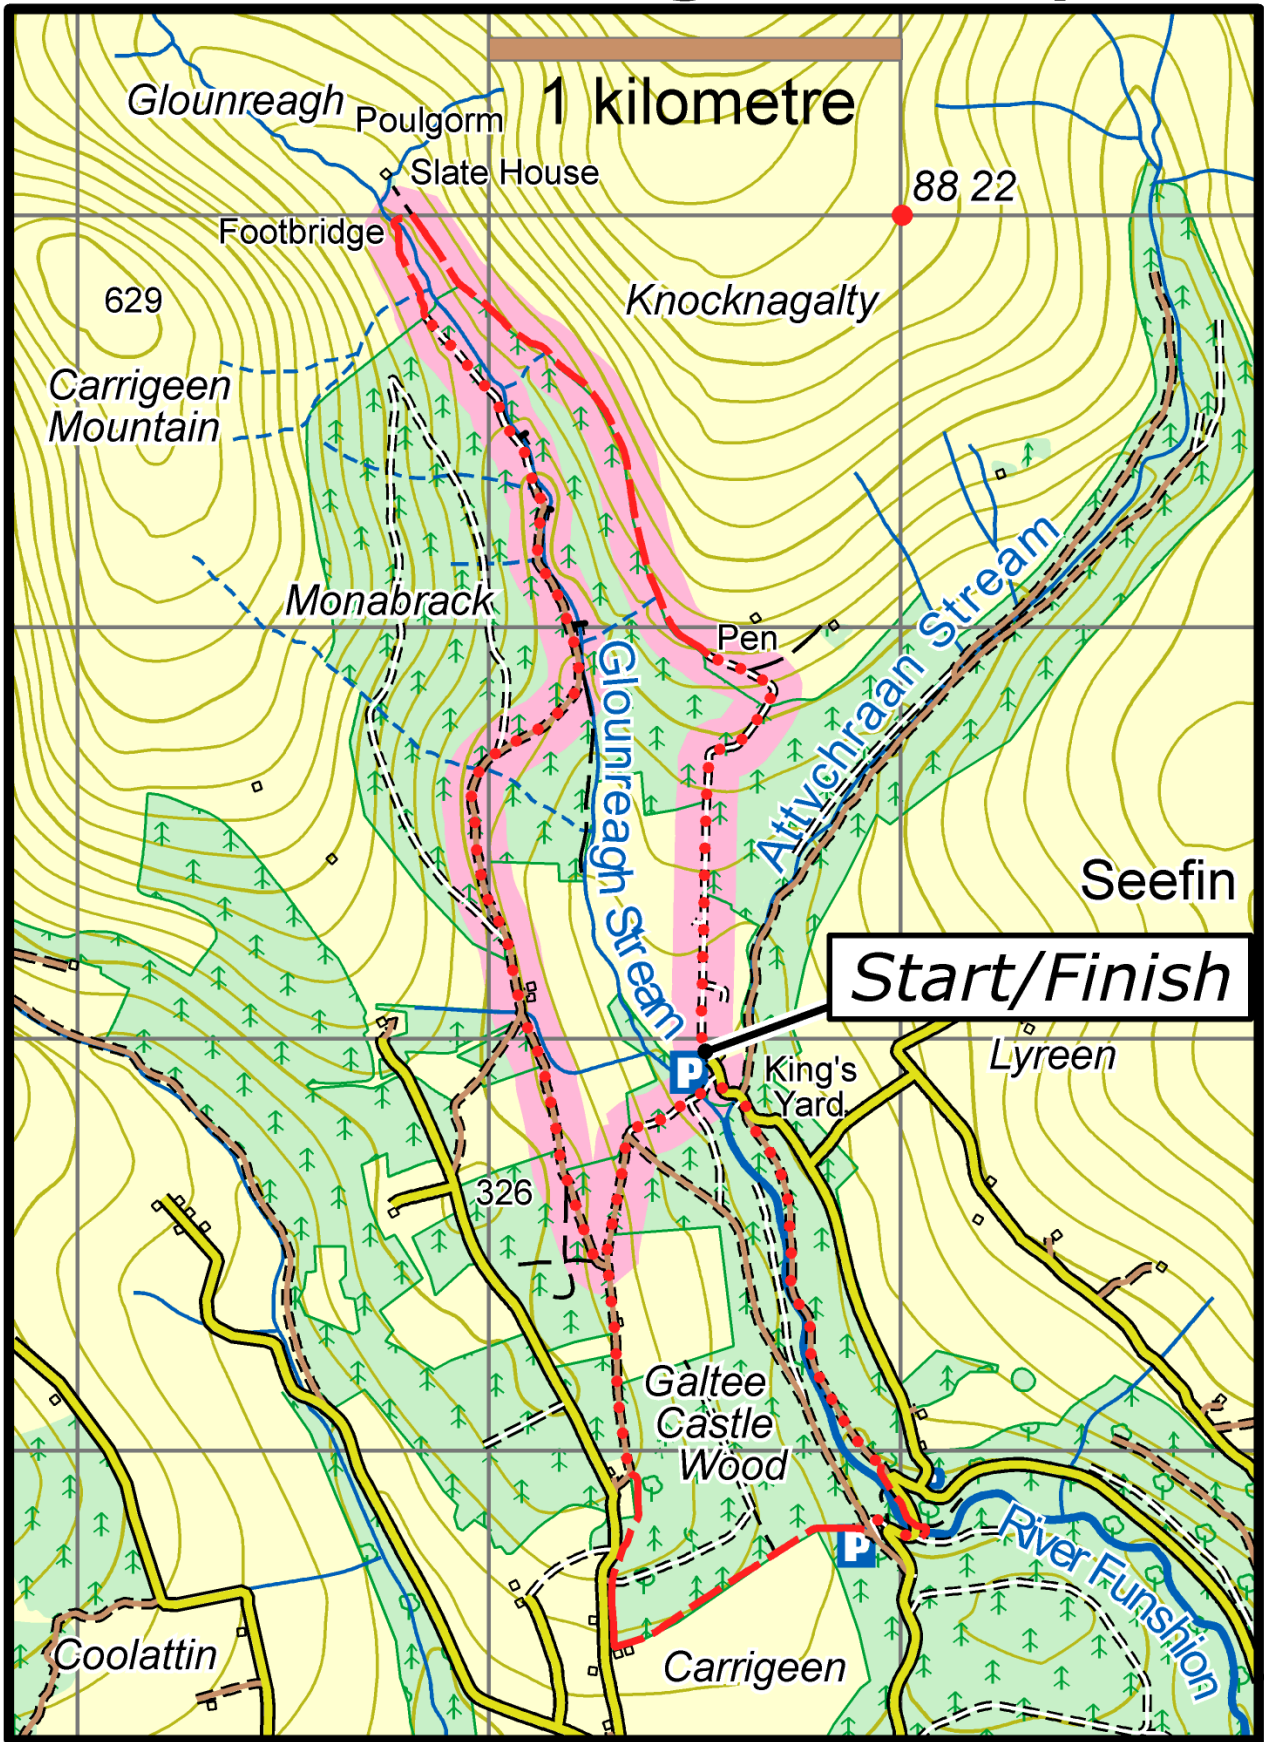 Glounreagh
Poulgorm
1 kilometre
Slate House
88 22
Footbridge
629
Knocknagalty
Carrigeen
Mountain
Monabrack
Pen
Attychraan Stream
Glounreagh Stream
Seefin
Start/Finish
P
King's
Yard
Lyreen
326
Galtee
Castle
Wood
P
River Funshion
Coolattin
Carrigeen